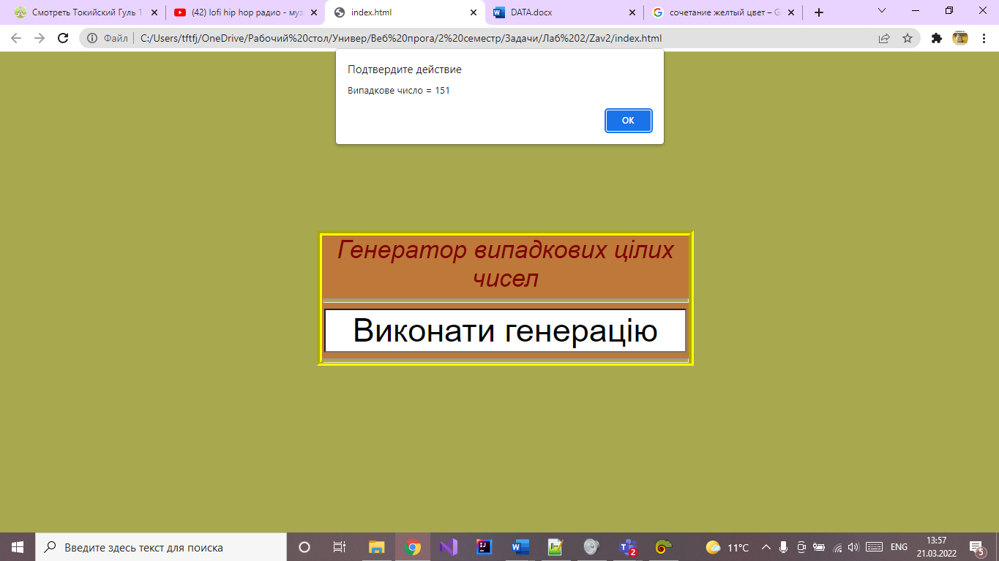 Смотреть Токийский Гуль
(42) lofi hip hop радио - муз
index.html
DATA.docx
сочетание желтый цвет – G
Файл
C:/Users/tftfj/OneDrive/Рабочий%20стол/Универ/Веб%20прога/2%20семестр/Задачи/Лаб%202/Zav2/index.html
Подтвердите действие
Випадкове число = 151
ОК
Генератор випадкових цілих
чисел
Виконати генерацію
Введите здесь текст для поиска
11°C
ENG
13:57
21.03.2022
2
5